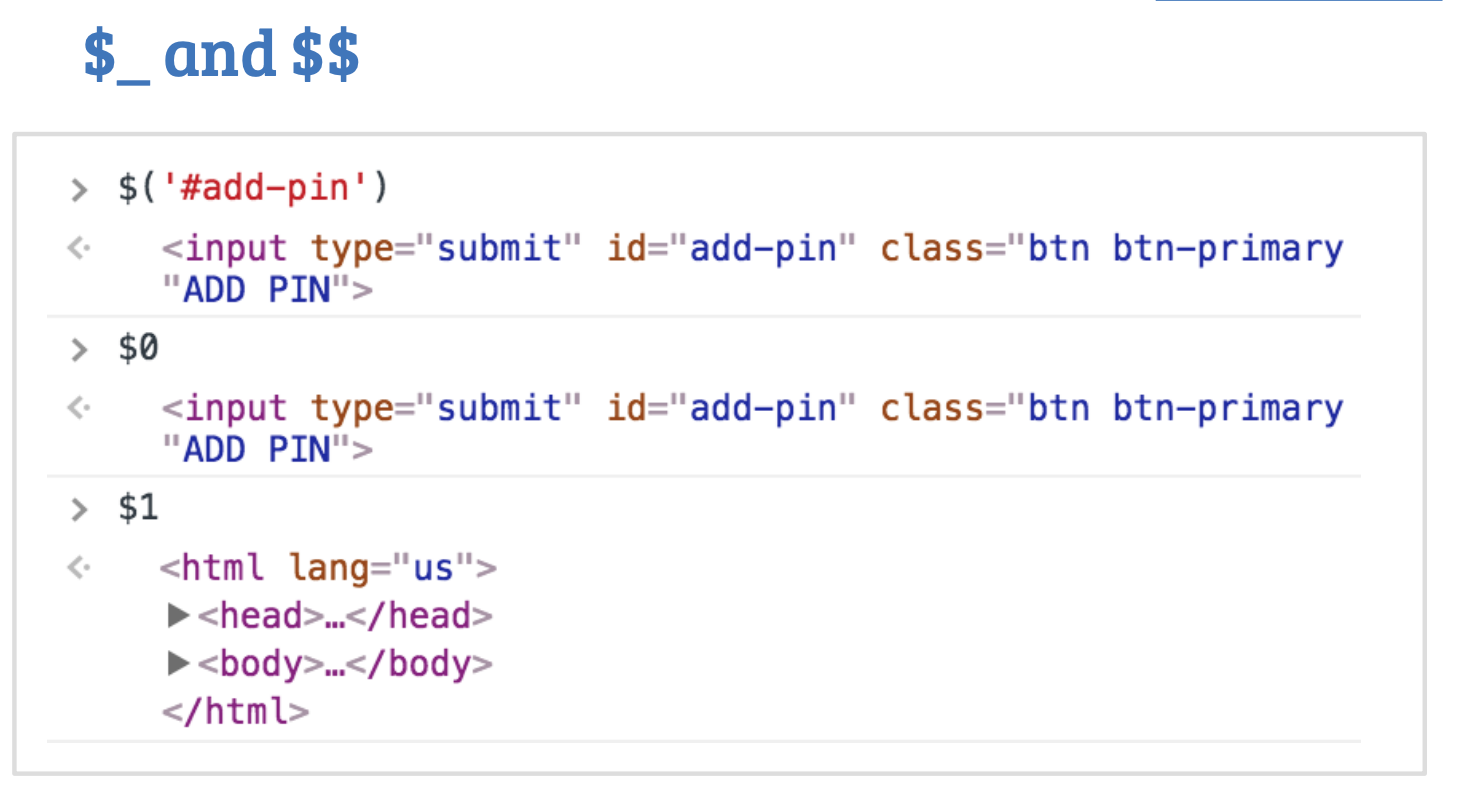 $_ and $$
> $('#add-pin')
<input type="submit" id="add-pin" class="btn btn-primary
"ADD PIN">
> $0
<input type="submit" id="add-pin" class="btn btn-primary
"ADD PIN">
> $1
<html lang="us">
▶<head>…</head>
▶<body>…</body>
</html>